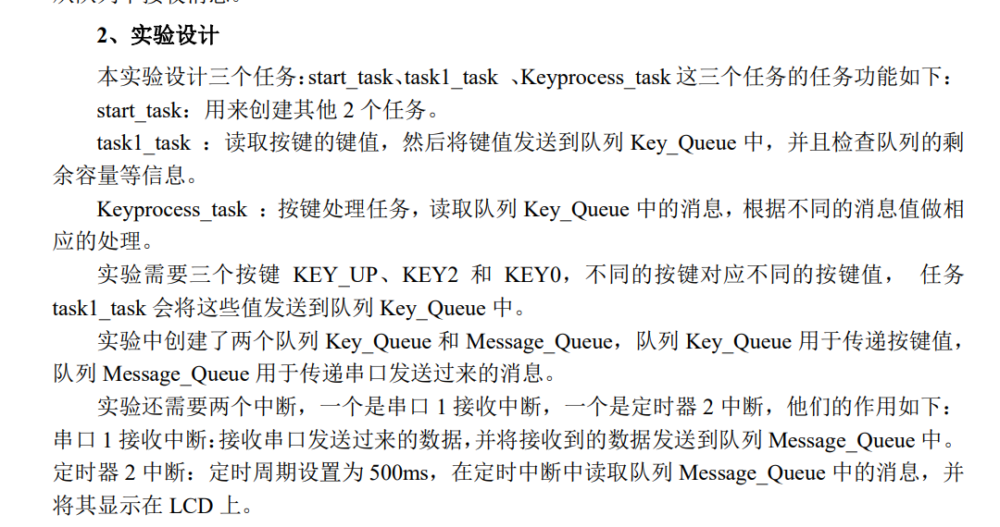 2、实验设计
本实验设计三个任务：start_task、task1_task 、Keyprocess_task 这三个任务的任务功能如下：
start_task：用来创建其他 2 个任务。
task1_task ：读取按键的键值，然后将键值发送到队列 Key_Queue 中，并且检查队列的剩
余容量等信息。
Keyprocess_task ：按键处理任务，读取队列 Key_Queue 中的消息，根据不同的消息值做相
应的处理。
实验需要三个按键 KEY_UP、KEY2 和 KEY0，不同的按键对应不同的按键值， 任务
task1_task 会将这些值发送到队列 Key_Queue 中。
实验中创建了两个队列 Key_Queue 和 Message_Queue，队列 Key_Queue 用于传递按键值，
队列 Message_Queue 用于传递串口发送过来的消息。
实验还需要两个中断，一个是串口 1 接收中断，一个是定时器 2 中断，他们的作用如下：
串口 1 接收中断：接收串口发送过来的数据，并将接收到的数据发送到队列 Message_Queue 中。
定时器 2 中断：定时周期设置为 500ms，在定时中断中读取队列 Message_Queue 中的消息，并
将其显示在 LCD 上。